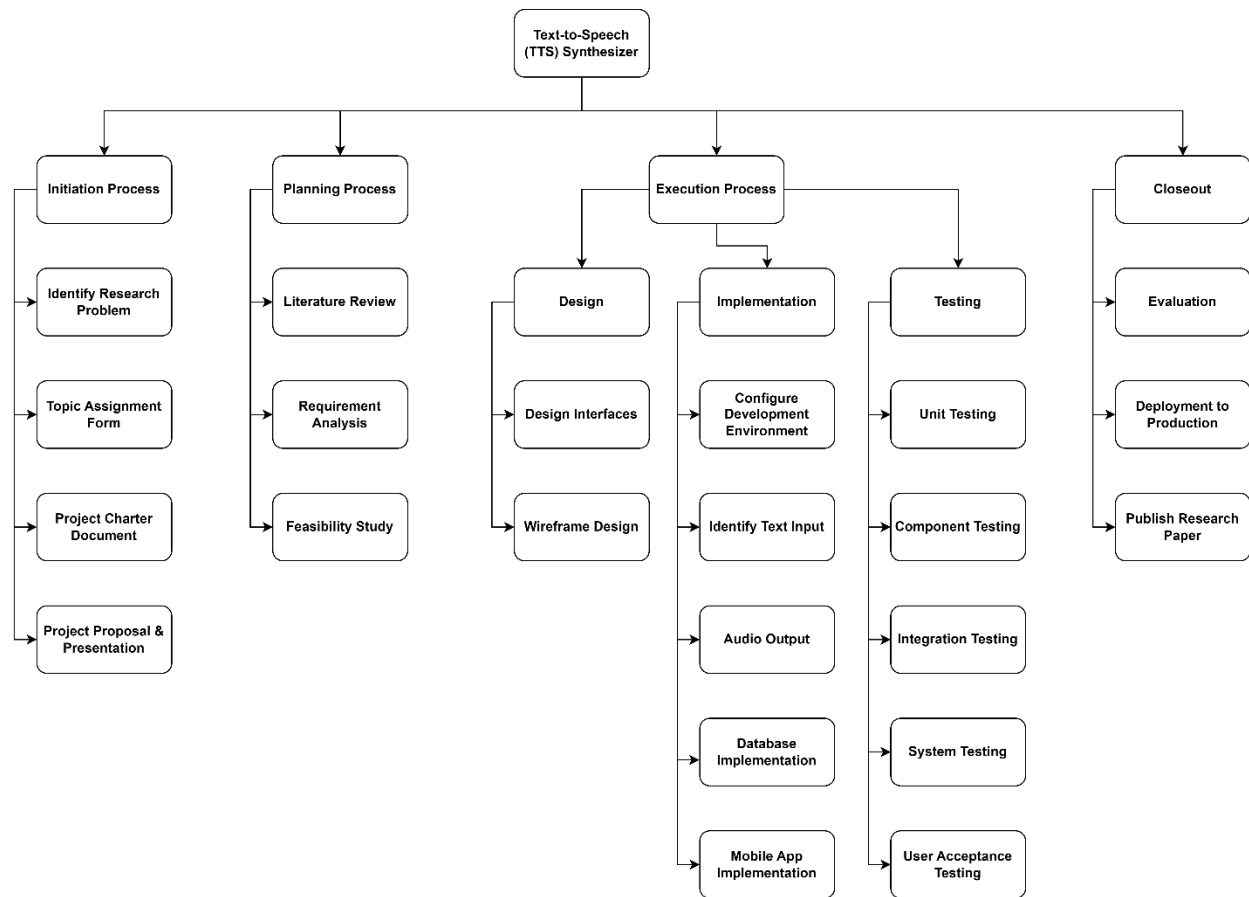 Text-to-Speech
(TTS) Synthesizer
Initiation Process
Planning Process
Execution Process
Closeout
Identify Research
Problem
Literature Review
Design
Implementation
Testing
Evaluation
Topic Assignment
Form
Requirement
Analysis
Design Interfaces
Configure
Development
Environment
Unit Testing
Deployment to
Production
Project Charter
Document
Feasibility Study
Wireframe Design
Identify Text Input
Component Testing
Publish Research
Paper
Project Proposal &
Presentation
Audio Output
Integration Testing
Database
Implementation
System Testing
Mobile App
Implementation
User Acceptance
Testing